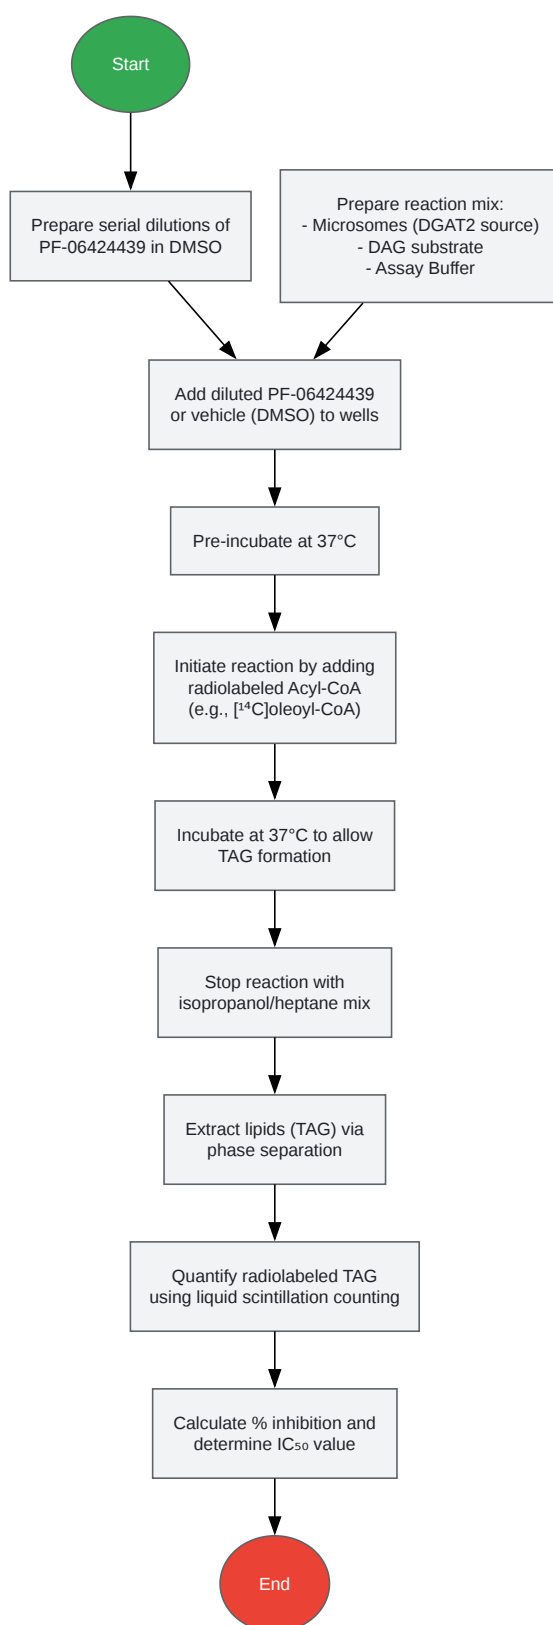 Start
Prepare serial dilutions of
PF-06424439 in DMSO
Prepare reaction mix:
- Microsomes (DGAT2 source)
- DAG substrate
- Assay Buffer
Add diluted PF-06424439
or vehicle (DMSO) to wells
Pre-incubate at 37°C
Initiate reaction by adding
radiolabeled Acyl-CoA
(e.g., [¹⁴C]oleoyl-CoA)
Incubate at 37°C to allow
TAG formation
Stop reaction with
isopropanol/heptane mix
Extract lipids (TAG) via
phase separation
Quantify radiolabeled TAG
using liquid scintillation counting
Calculate % inhibition and
determine IC₅₀ value
End